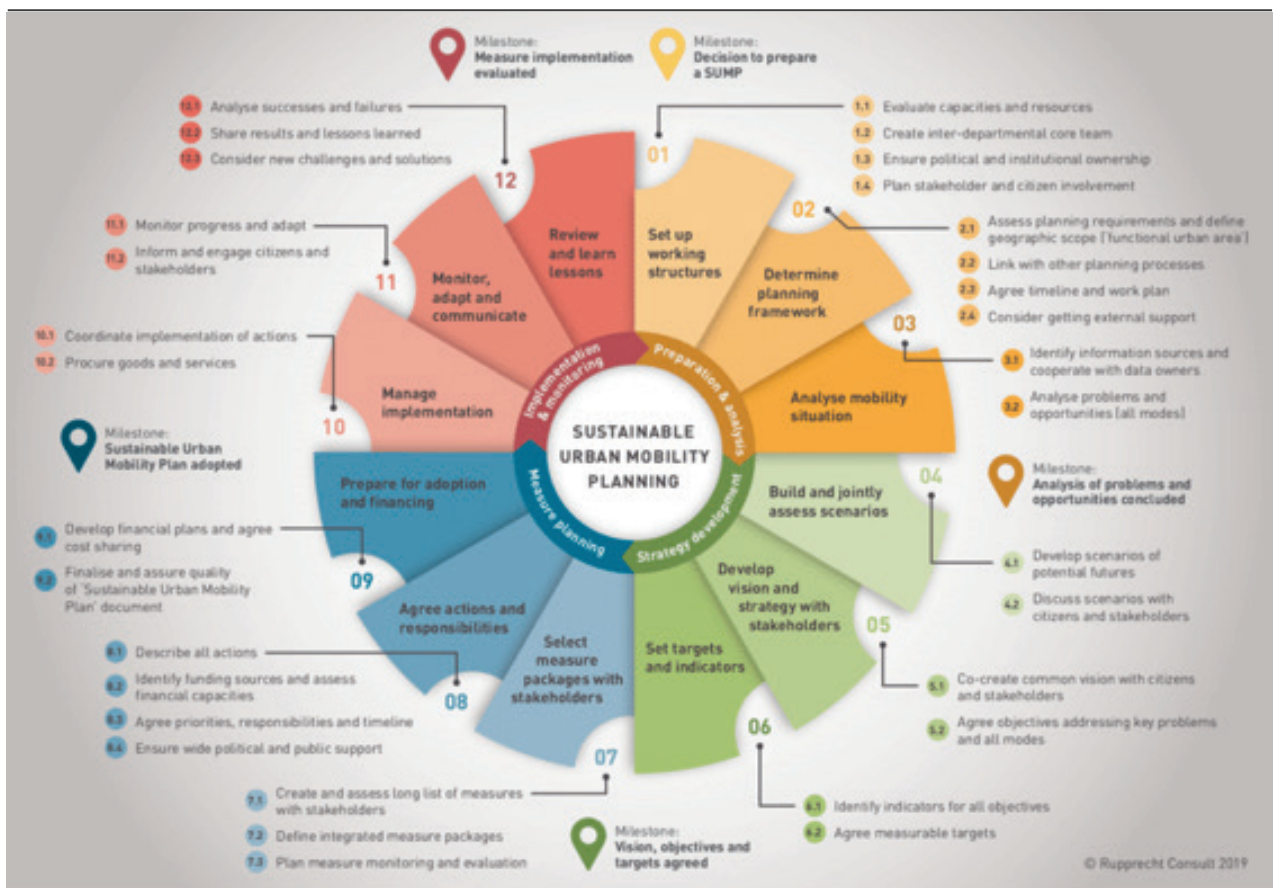 Milestone:
Measure implementation
evaluated
Milestone:
Decision to prepare
a SUMP
12.1 Analyse successes and failures
12.2 Share results and lessons learned
12.3 Consider new challenges and solutions
1.1 Evaluate capacities and resources
1.2 Create inter-departmental core team
1.3 Ensure political and institutional ownership
1.4 Plan stakeholder and citizen involvement
11.1 Monitor progress and adapt
11.2 Inform and engage citizens and
stakeholders
2.1 Assess planning requirements and define
geographic scope ('functional urban area')
2.2 Link with other planning processes
2.3 Agree timeline and work plan
2.4 Consider getting external support
10.1 Coordinate implementation of actions
10.2 Procure goods and services
3.1 Identify information sources and
cooperate with data owners
3.2 Analyse problems and
opportunities (all modes)
01
Set up
working
structures
02
Determine
planning
framework
03
Analyse mobility
situation
04
Build and jointly
assess scenarios
05
Develop
vision and
strategy with
stakeholders
06
Set targets
and indicators
07
Select
measure
packages with
stakeholders
08
Agree actions and
responsibilities
09
Prepare for adoption
and financing
10
Manage
implementation
11
Monitor,
adapt and
communicate
12
Review
and learn
lessons
Preparation & analysis
Strategy development
Measure planning
Implementation
& monitoring
SUSTAINABLE
URBAN MOBILITY
PLANNING
Milestone:
Sustainable Urban
Mobility Plan adopted
Milestone:
Analysis of problems and
opportunities concluded
9.1 Develop financial plans and agree
cost sharing
9.2 Finalise and assure quality
of 'Sustainable Urban Mobility
Plan' document
4.1 Develop scenarios of
potential futures
4.2 Discuss scenarios with
citizens and stakeholders
8.1 Describe all actions
8.2 Identify funding sources and assess
financial capacities
8.3 Agree priorities, responsibilities and timeline
8.4 Ensure wide political and public support
5.1 Co-create common vision with citizens
and stakeholders
5.2 Agree objectives addressing key problems
and all modes
7.1 Create and assess long list of measures
with stakeholders
7.2 Define integrated measure packages
7.3 Plan measure monitoring and evaluation
Milestone:
Vision, objectives and
targets agreed
6.1 Identify indicators for all objectives
6.2 Agree measurable targets
© Rupprecht Consult 2019